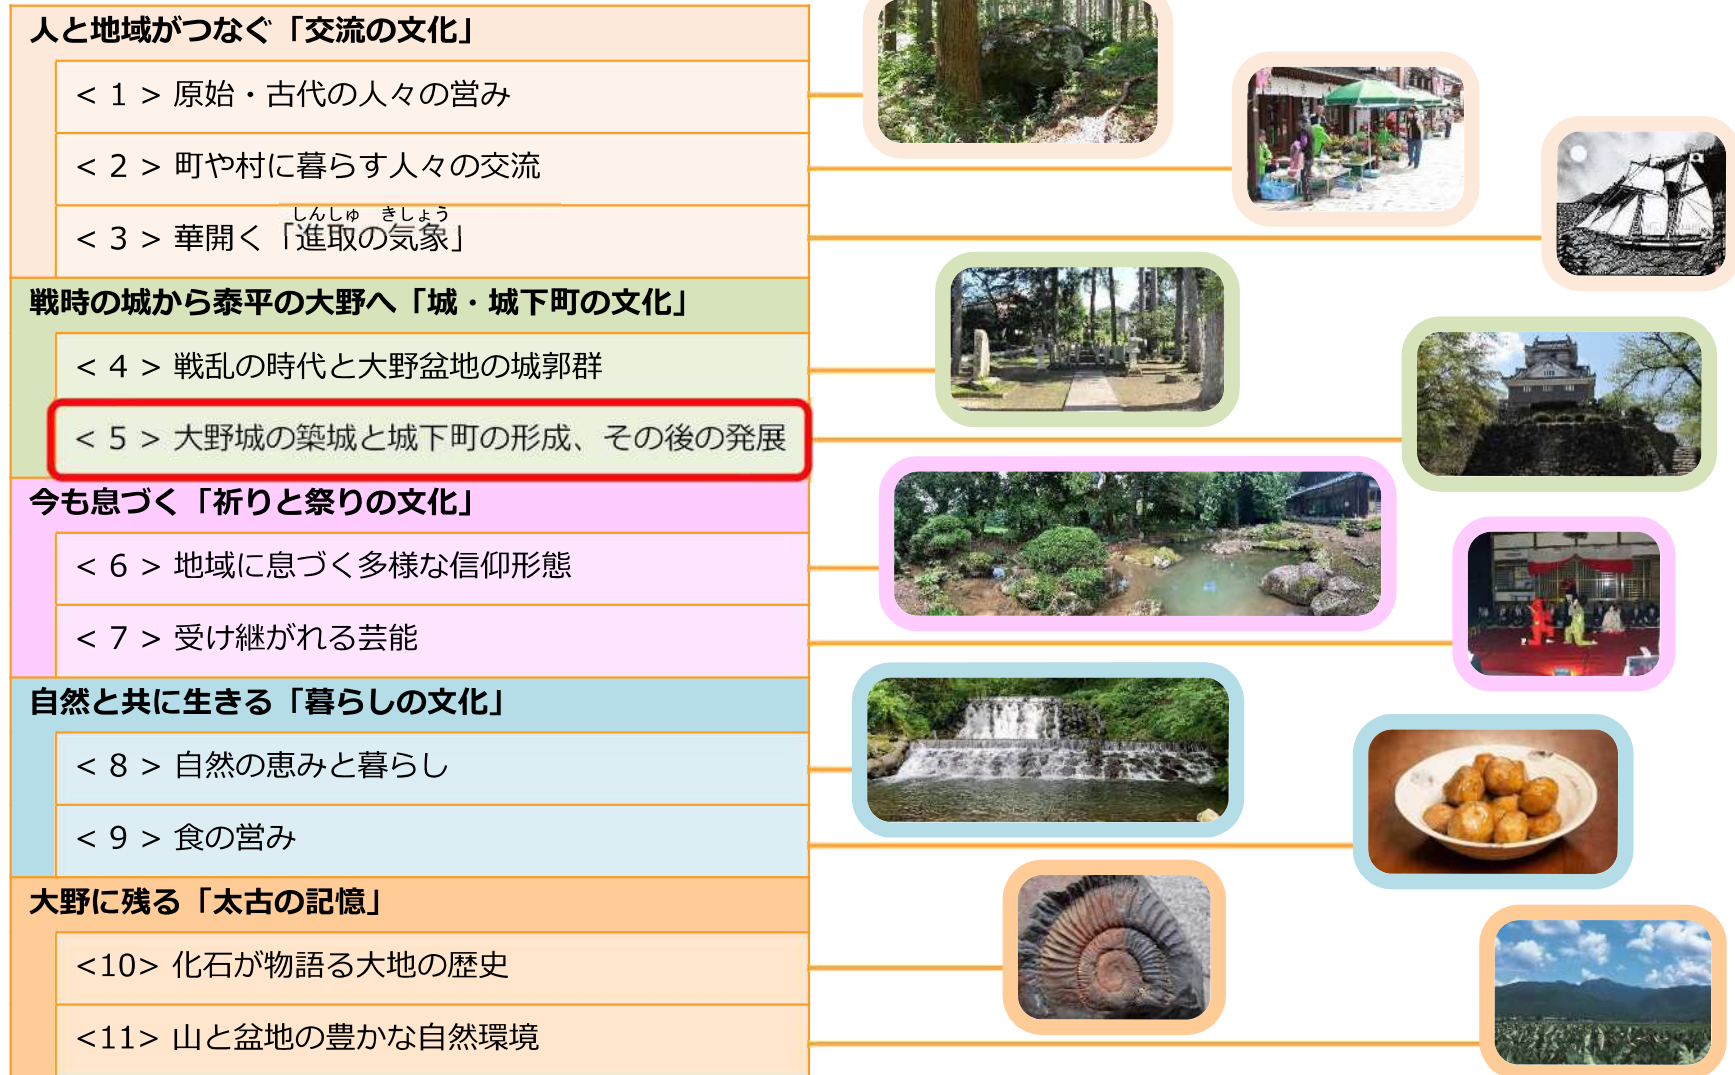 人と地域がつなぐ「交流の文化」
< 1 > 原始・古代の人々の営み
< 2 > 町や村に暮らす人々の交流
しんしゅ きしょう
< 3 > 華開く「進取の気象」
戦時の城から泰平の大野へ「城・城下町の文化」
< 4 > 戦乱の時代と大野盆地の城郭群
< 5 > 大野城の築城と城下町の形成、その後の発展
今も息づく「祈りと祭りの文化」
< 6 > 地域に息づく多様な信仰形態
< 7 > 受け継がれる芸能
自然と共に生きる「暮らしの文化」
< 8 > 自然の恵みと暮らし
< 9 > 食の営み
大野に残る「太古の記憶」
<10> 化石が物語る大地の歴史
<11> 山と盆地の豊かな自然環境